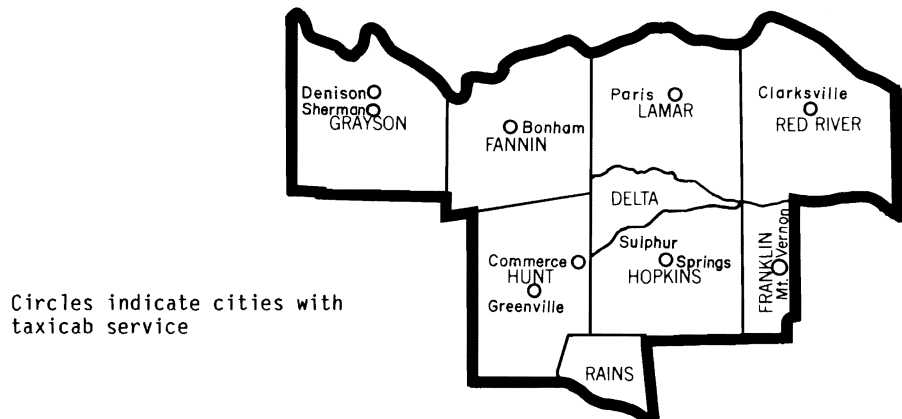 Denison
Sherman
GRAYSON
Bonham
FANNIN
Paris
LAMAR
Clarksville
RED RIVER
DELTA
Commerce
HUNT
Greenville
Sulphur
Springs
HOPKINS
FRANKLIN
Mt. Vernon
RAINS
Circles indicate cities with
taxicab service